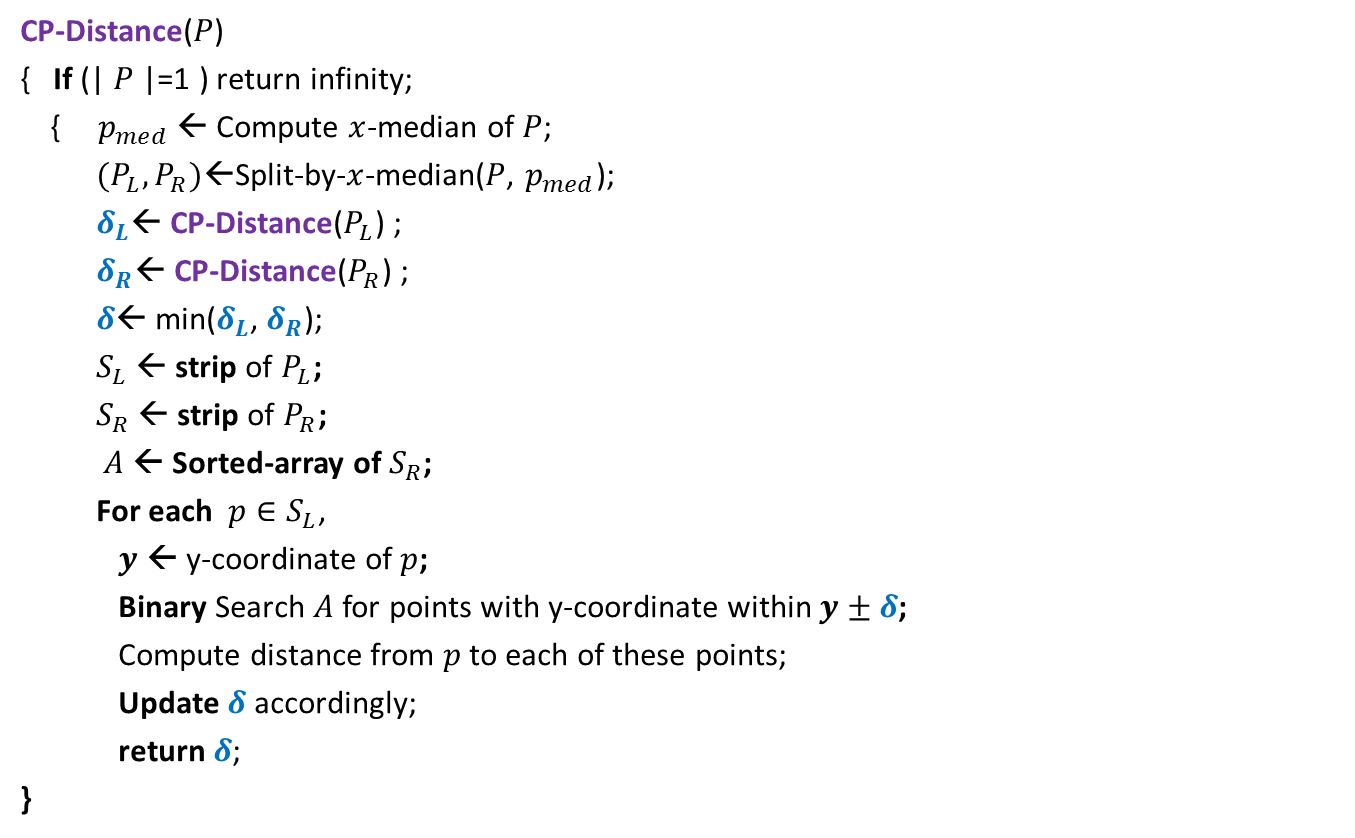 CP-Distance(P)
{ If (| P |=1 ) return infinity;
{ p_med ← Compute x-median of P;
(P_L, P_R)←Split-by-x-median(P, p_med);
δ_L← CP-Distance(P_L) ;
δ_R← CP-Distance(P_R) ;
δ← min(δ_L, δ_R);
S_L ← strip of P_L;
S_R ← strip of P_R;
A ← Sorted-array of S_R;
For each p ∈ S_L,
y ← y-coordinate of p;
Binary Search A for points with y-coordinate within y ± δ;
Compute distance from p to each of these points;
Update δ accordingly;
return δ;
}